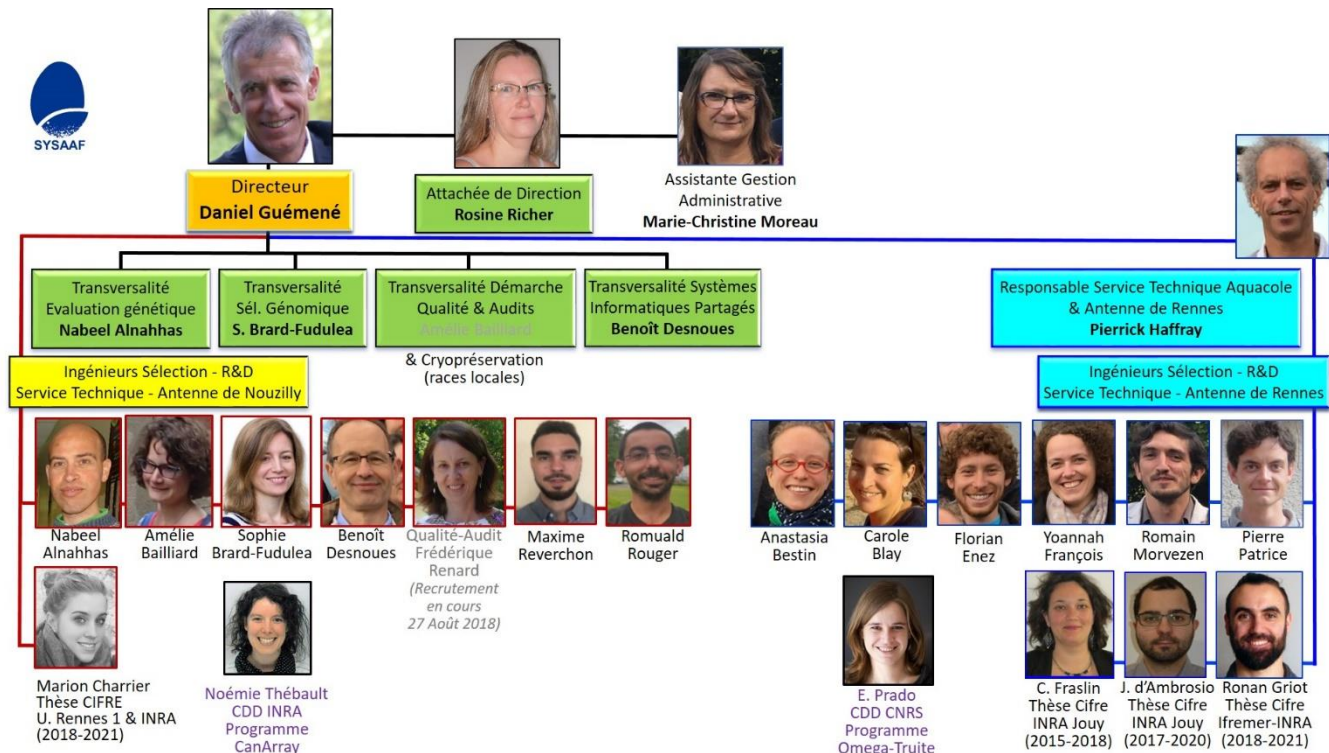 SYSAAF
Directeur
Daniel Guémené
Attachée de Direction
Rosine Richer
Assistante Gestion
Administrative
Marie-Christine Moreau
Transversalité
Evaluation génétique
Nabeel Alnahhas
Transversalité
Sél. Génomique
S. Brard-Fudulea
Transversalité Démarche
Qualité & Audits
Amélie Bailliard
& Cryopréservation
(races locales)
Transversalité Systèmes
Informatiques Partagés
Benoît Desnoues
Responsable Service Technique Aquacole
& Antenne de Rennes
Pierrick Haffray
Ingénieurs Sélection - R&D
Service Technique - Antenne de Nouzilly
Ingénieurs Sélection - R&D
Service Technique - Antenne de Rennes
Nabeel
Alnahhas
Amélie
Bailliard
Sophie
Brard-Fudulea
Benoît
Desnoues
Qualité-Audit
Frédérique
Renard
(Recrutement
en cours
27 Août 2018)
Maxime
Reverchon
Romuald
Rouger
Anastasia
Bestin
Carole
Blay
Florian
Enez
Yoannah
François
Romain
Morvezen
Pierre
Patrice
Marion Charrier
Thèse CIFRE
U. Rennes 1 & INRA
(2018-2021)
Noémie Thébault
CDD INRA
Programme
CanArray
E. Prado
CDD CNRS
Programme
Omega-Truite
C. Fraslin
Thèse Cifre
INRA Jouy
(2015-2018)
J. d'Ambrosio
Thèse Cifre
INRA Jouy
(2017-2020)
Ronan Griot
Thèse Cifre
Ifremer-INRA
(2018-2021)